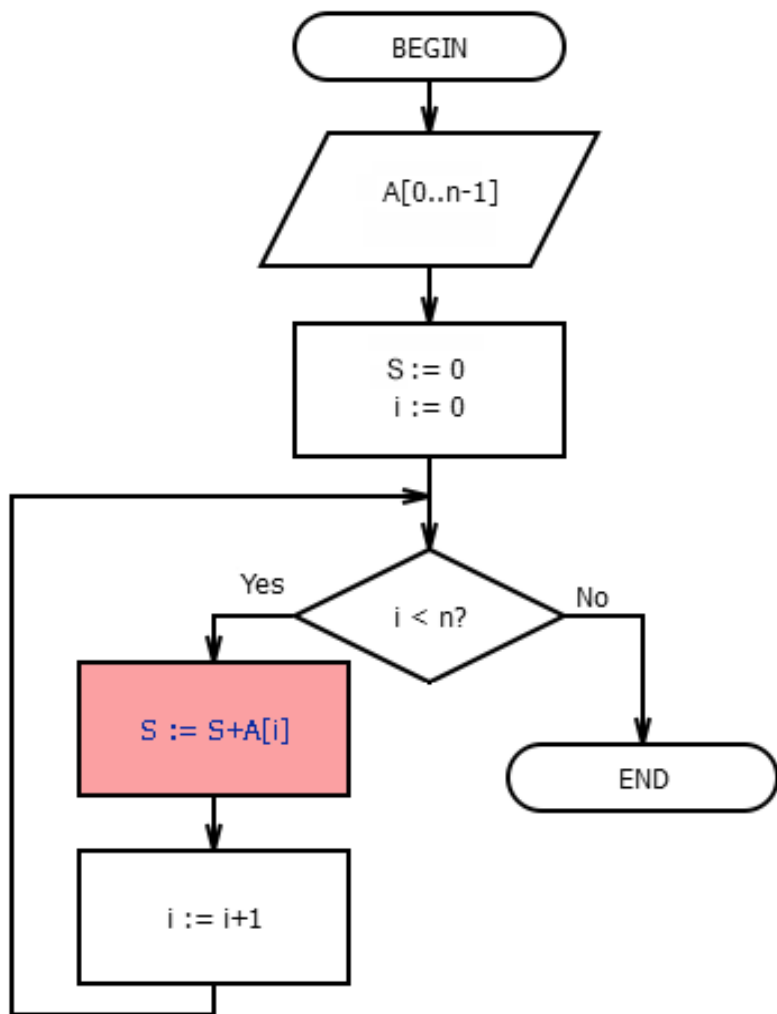 BEGIN
A[0..n-1]
S := 0
i := 0
i < n?
Yes
No
S := S+A[i]
END
i := i+1